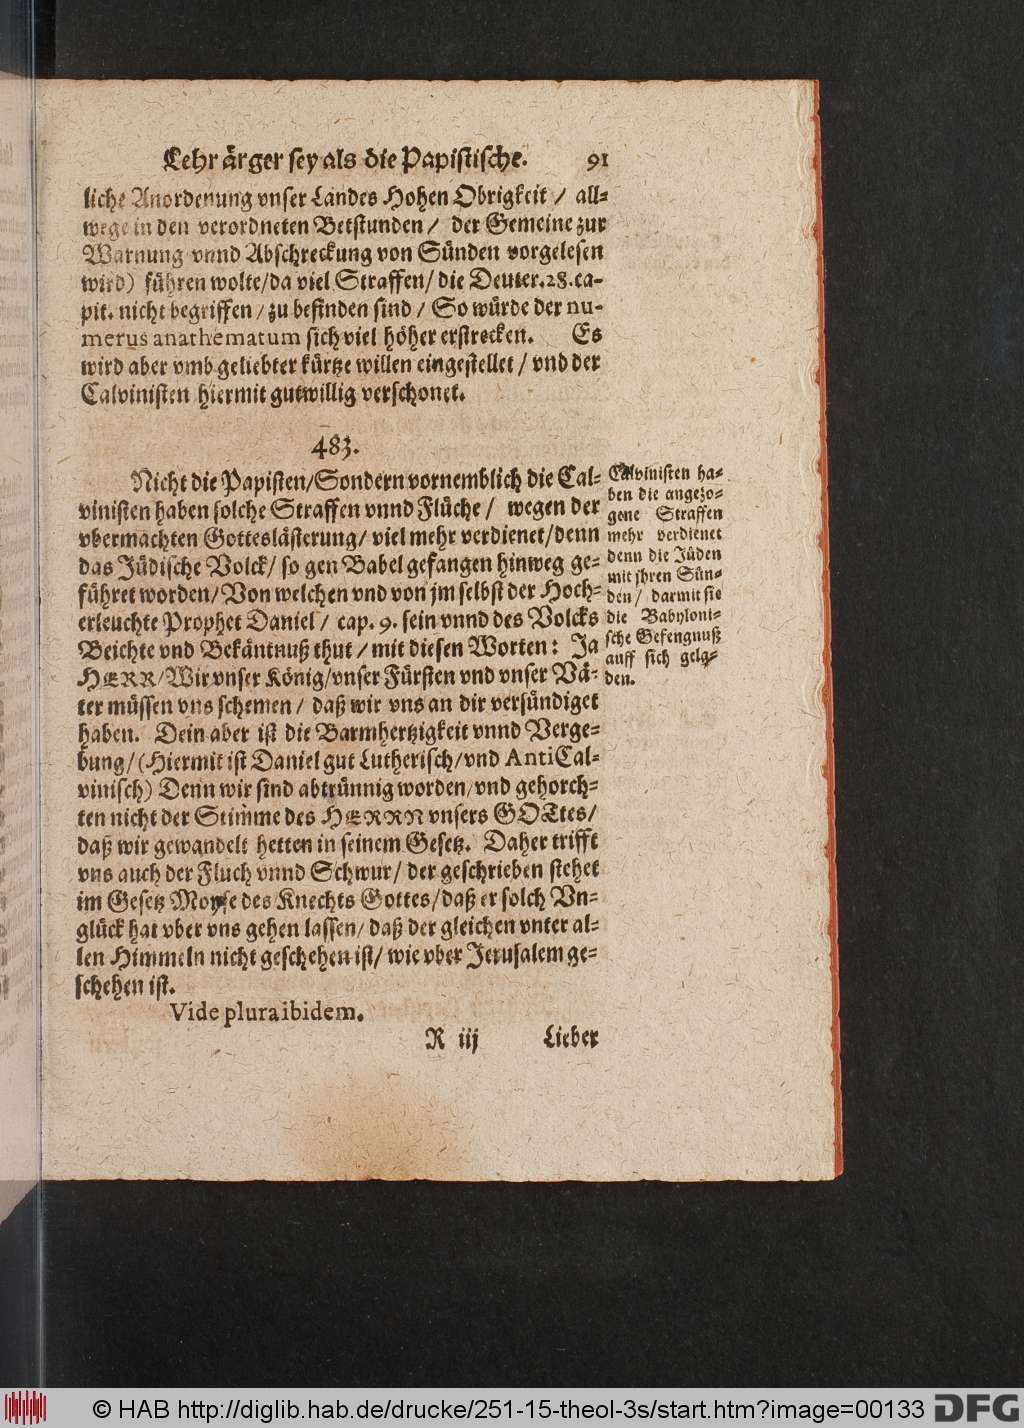 Lehr ärger sey als die Papistische. 91
liche Anordenung vnser Landes Hohen Obrigkeit / all-
wege in den verordneten Betstunden / der Gemeine zur
Warnung vnnd Abschreckung von Sünden vorgelesen
wird) führen wolte/da viel Straffen/ die Deuter.28.ca-
pit. nicht begriffen / zu befinden sind / So würde der nu-
merus anathematum sich viel höher erstrecken. Es
wird aber vmb geliebter kürtze willen eingestellet / vnd der
Calvinisten hiermit gutwillig verschonet.
483.
Nicht die Papisten/Sondern vornemblich die Cal-
vinisten haben solche Straffen vnnd Flüche / wegen der
vbermachten Gotteslästerung/ viel mehr verdienet/denn
das Jüdische Volck/ so gen Babel gefangen hinweg ge-
führet worden/Von welchen vnd von jm selbst der Hoch-
erleuchte Prophet Daniel / cap. 9. sein vnnd des Volcks
Beichte vnd Bekäntnuß thut / mit diesen Worten: Ja
HERR/Wir vnser König/vnser Fürsten vnd vnser Vä-
ter müssen vns schemen / daß wir vns an dir versündiget
haben. Dein aber ist die Barmhertzigkeit vnnd Verge-
bung/(Hiermit ist Daniel gut Lutherisch/vnd AntiCal-
vinisch) Denn wir sind abtrünnig worden/vnd gehorch-
ten nicht der Stimme des HERRN vnsers GOTtes/
daß wir gewandelt hetten in seinem Gesetz. Daher trifft
vns auch der Fluch vnnd Schwur/ der geschrieben stehet
im Gesetz Moyse des Knechts Gottes/daß er solch Vn-
glück hat vber vns gehen lassen/ daß der gleichen vnter al-
len Himmeln nicht geschehen ist/ wie vber Jerusalem ge-
schehen ist.
Vide plura ibidem.
R iij Lieber
Calvinisten ha-
ben die angezo-
gene Straffen
mehr verdienet
denn die Jüden
mit jhren Sün-
den/ darmit sie
die Babyloni-
sche Gefengnuß
auff sich gela-
den.
© HAB http://diglib.hab.de/drucke/251-15-theol-3s/start.htm?image=00133
DFG